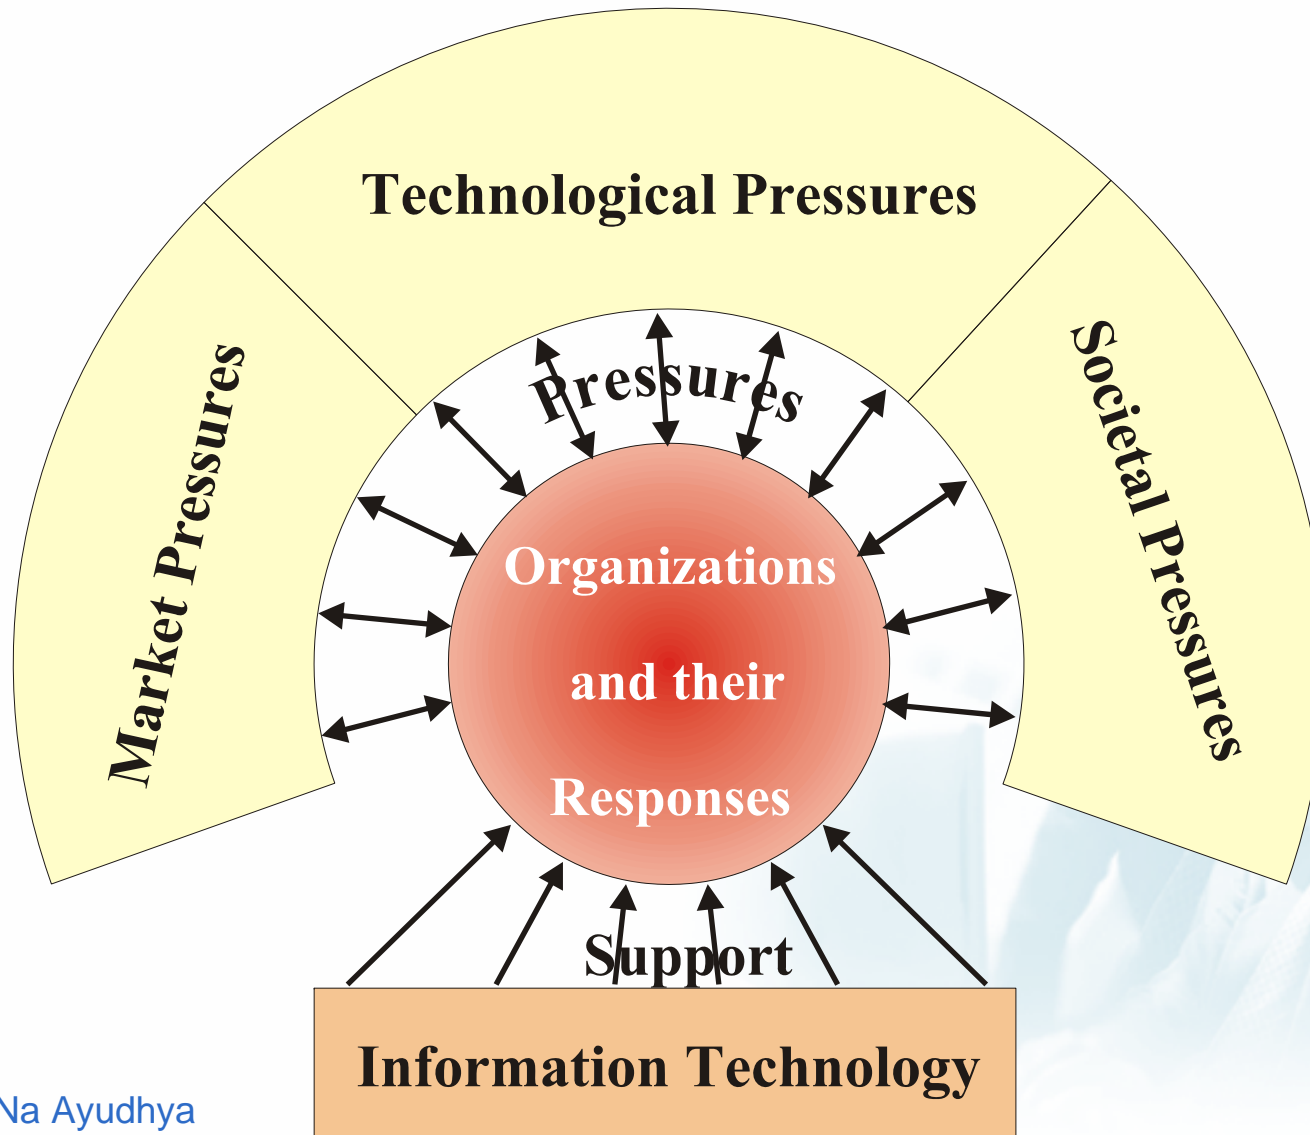 Technological Pressures
Market Pressures
Societal Pressures
Pressures
Organizations
and their
Responses
Support
Information Technology
Na Ayudhya